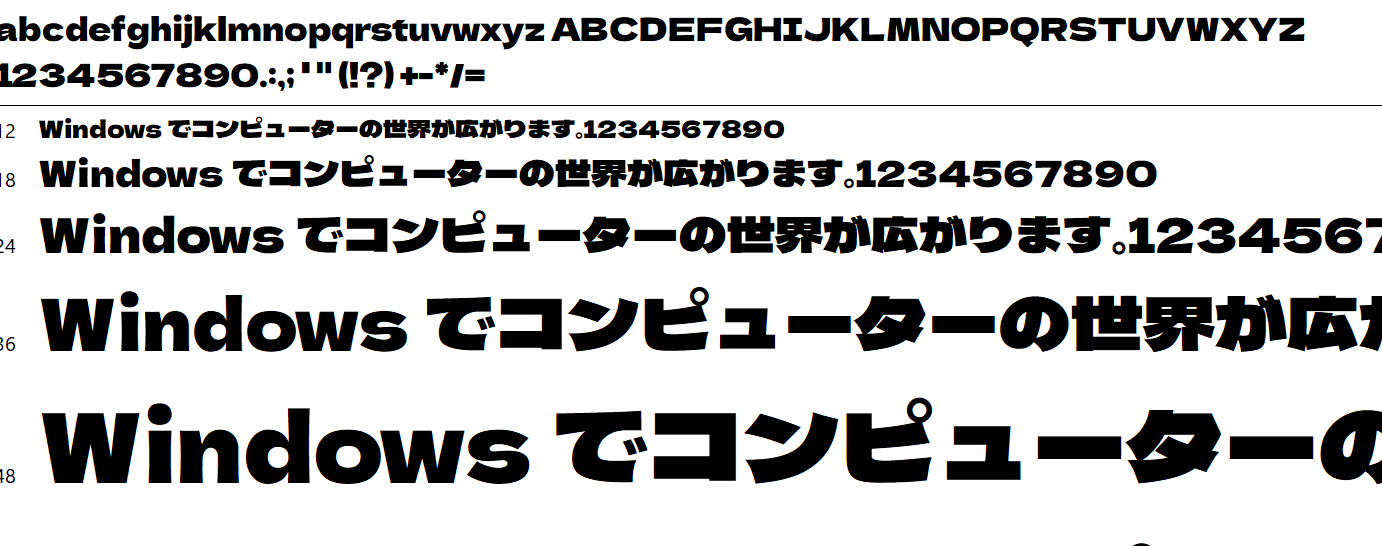 abcdefghijklmnopqrstuvwxyz ABCDEFGHIJKLMNOPQRSTUVWXYZ
1234567890.:,; ' " (!?) +-*/=
12 Windows でコンピューターの世界が広がります。1234567890
18 Windows でコンピューターの世界が広がります。1234567890
24 Windows でコンピューターの世界が広がります。1234567
36 Windows でコンピューターの世界が広
48 Windows でコンピューターの